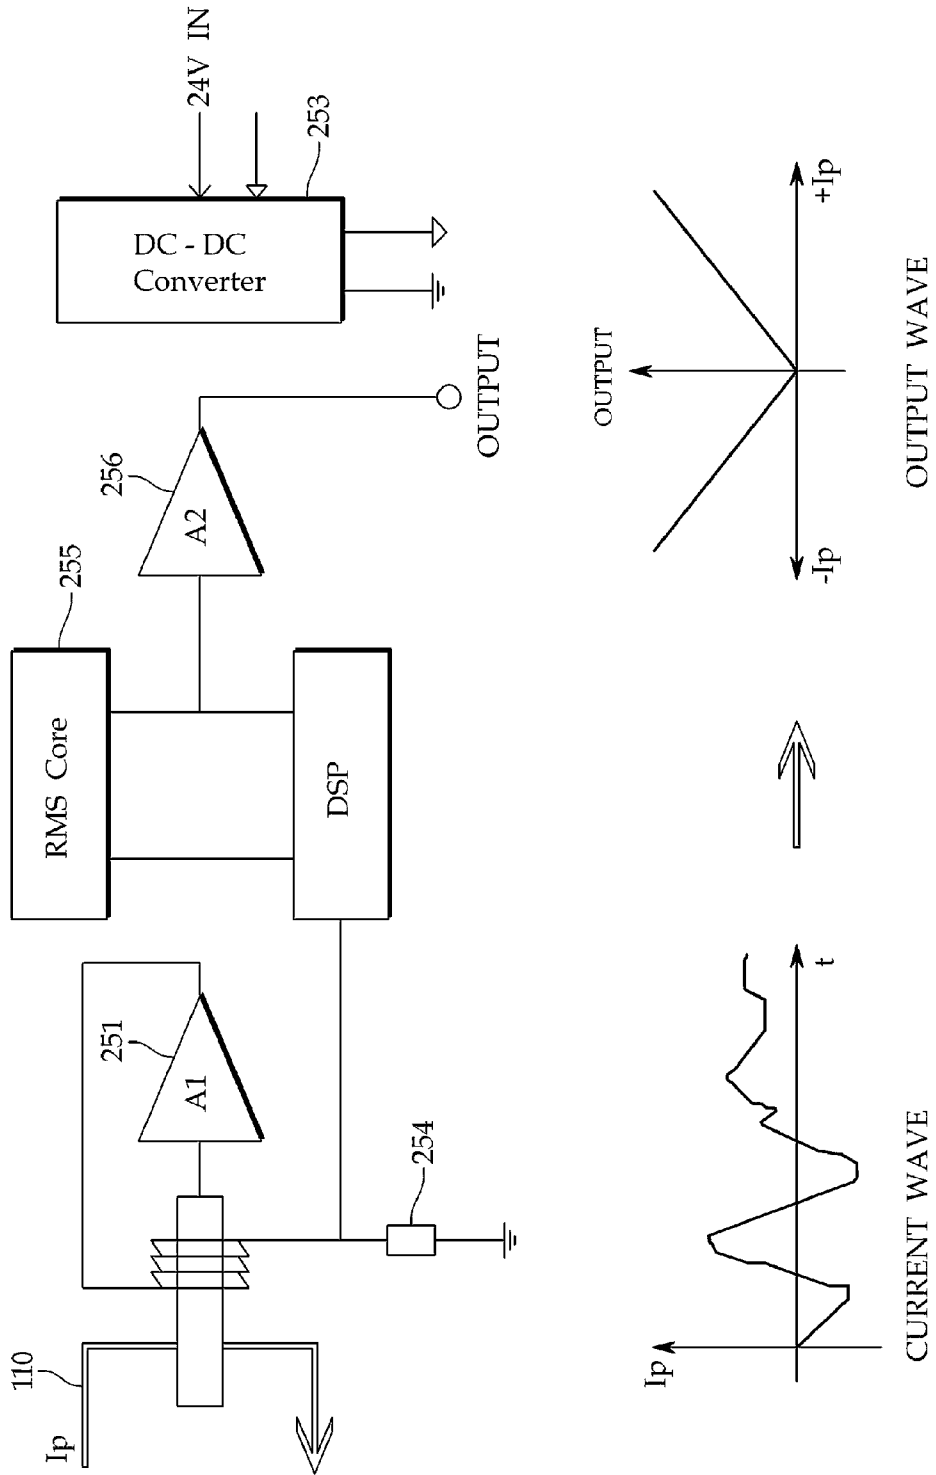 Ip
110
A1
251
254
RMS Core
255
DSP
A2
256
OUTPUT
DC - DC
Converter
253
24V IN
Ip
t
CURRENT WAVE
OUTPUT
-Ip
+Ip
OUTPUT WAVE